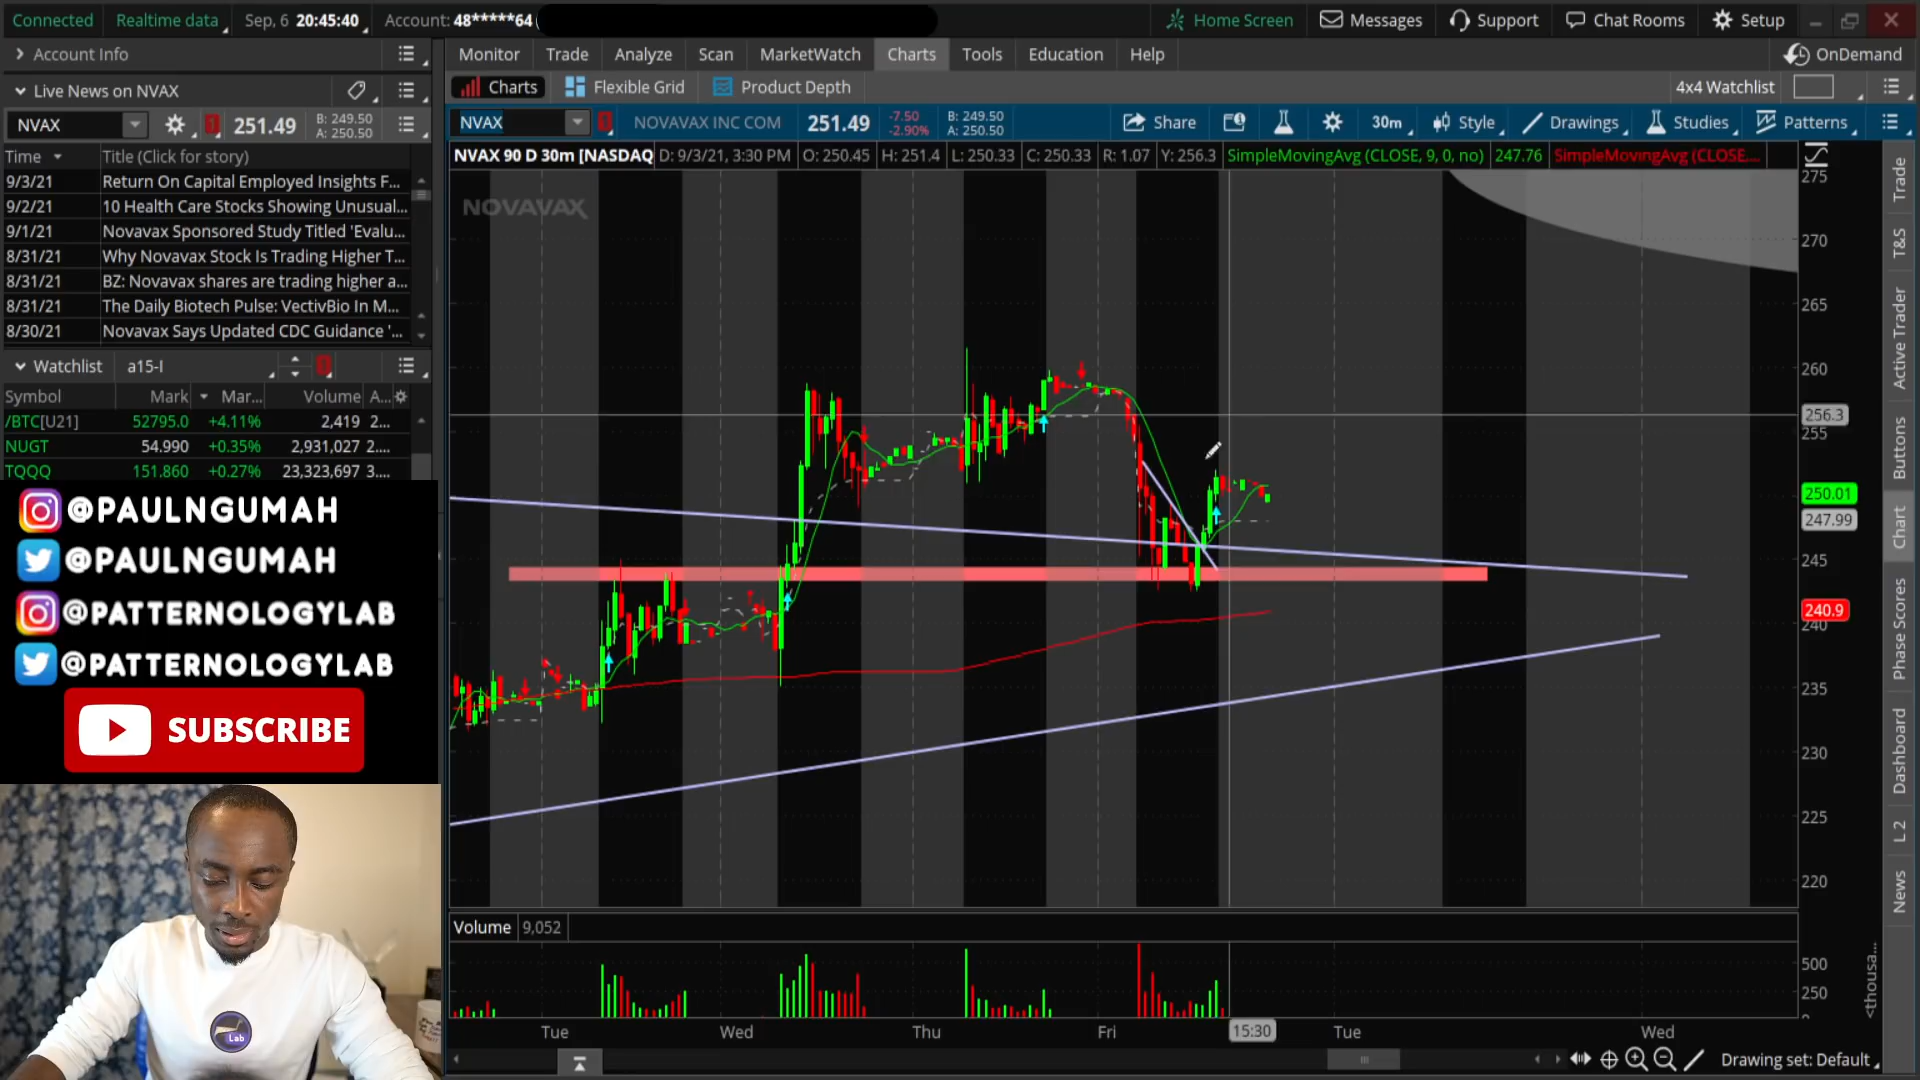 Connected Realtime data Sep, 6 20:45:40 Account: 48*****64 Home Screen Messages Support Chat Rooms Setup
Account Info
Monitor Trade Analyze Scan MarketWatch Charts Tools Education Help OnDemand
Live News on NVAX
Charts Flexible Grid Product Depth 4x4 Watchlist
NVAX 251.49 B: 249.50 A: 250.50
NVAX NOVAVAX INC COM 251.49 -7.50 -2.90% B: 249.50 A: 250.50 Share 30m Style Drawings Studies Patterns
Time Title (Click for story)
NVAX 90 D 30m [NASDAQ D: 9/3/21, 3:30 PM O: 250.45 H: 251.4 L: 250.33 C: 250.33 R: 1.07 Y: 256.3 SimpleMovingAvg (CLOSE, 9, 0, no) 247.76 SimpleMovingAvg (CLOSE,...
9/3/21 Return On Capital Employed Insights F...
9/2/21 10 Health Care Stocks Showing Unusual...
9/1/21 Novavax Sponsored Study Titled 'Evalu...
8/31/21 Why Novavax Stock Is Trading Higher T...
8/31/21 BZ: Novavax shares are trading higher a...
8/31/21 The Daily Biotech Pulse: VectivBio In M...
8/30/21 Novavax Says Updated CDC Guidance '...
Watchlist a15-I
Symbol Mark Mar... Volume A...
/BTC[U21] 52795.0 +4.11% 2,419 2...
NUGT 54.990 +0.35% 2,931,027 2....
TQQQ 151.860 +0.27% 23,323,697 3....
@PAULNGUMAH
@PAULNGUMAH
@PATTERNOLOGYLAB
@PATTERNOLOGYLAB
SUBSCRIBE
Lab
NOVAVAX
275
270
265
260
256.3
255
250.01
247.99
245
240.9
240
235
230
225
220
Volume 9,052
500
250
0
<thousa...
Tue Wed Thu Fri 15:30 Tue Wed
Drawing set: Default
Trade
T&S
Active Trader
Buttons
Chart
Phase Scores
Dashboard
L 2
News